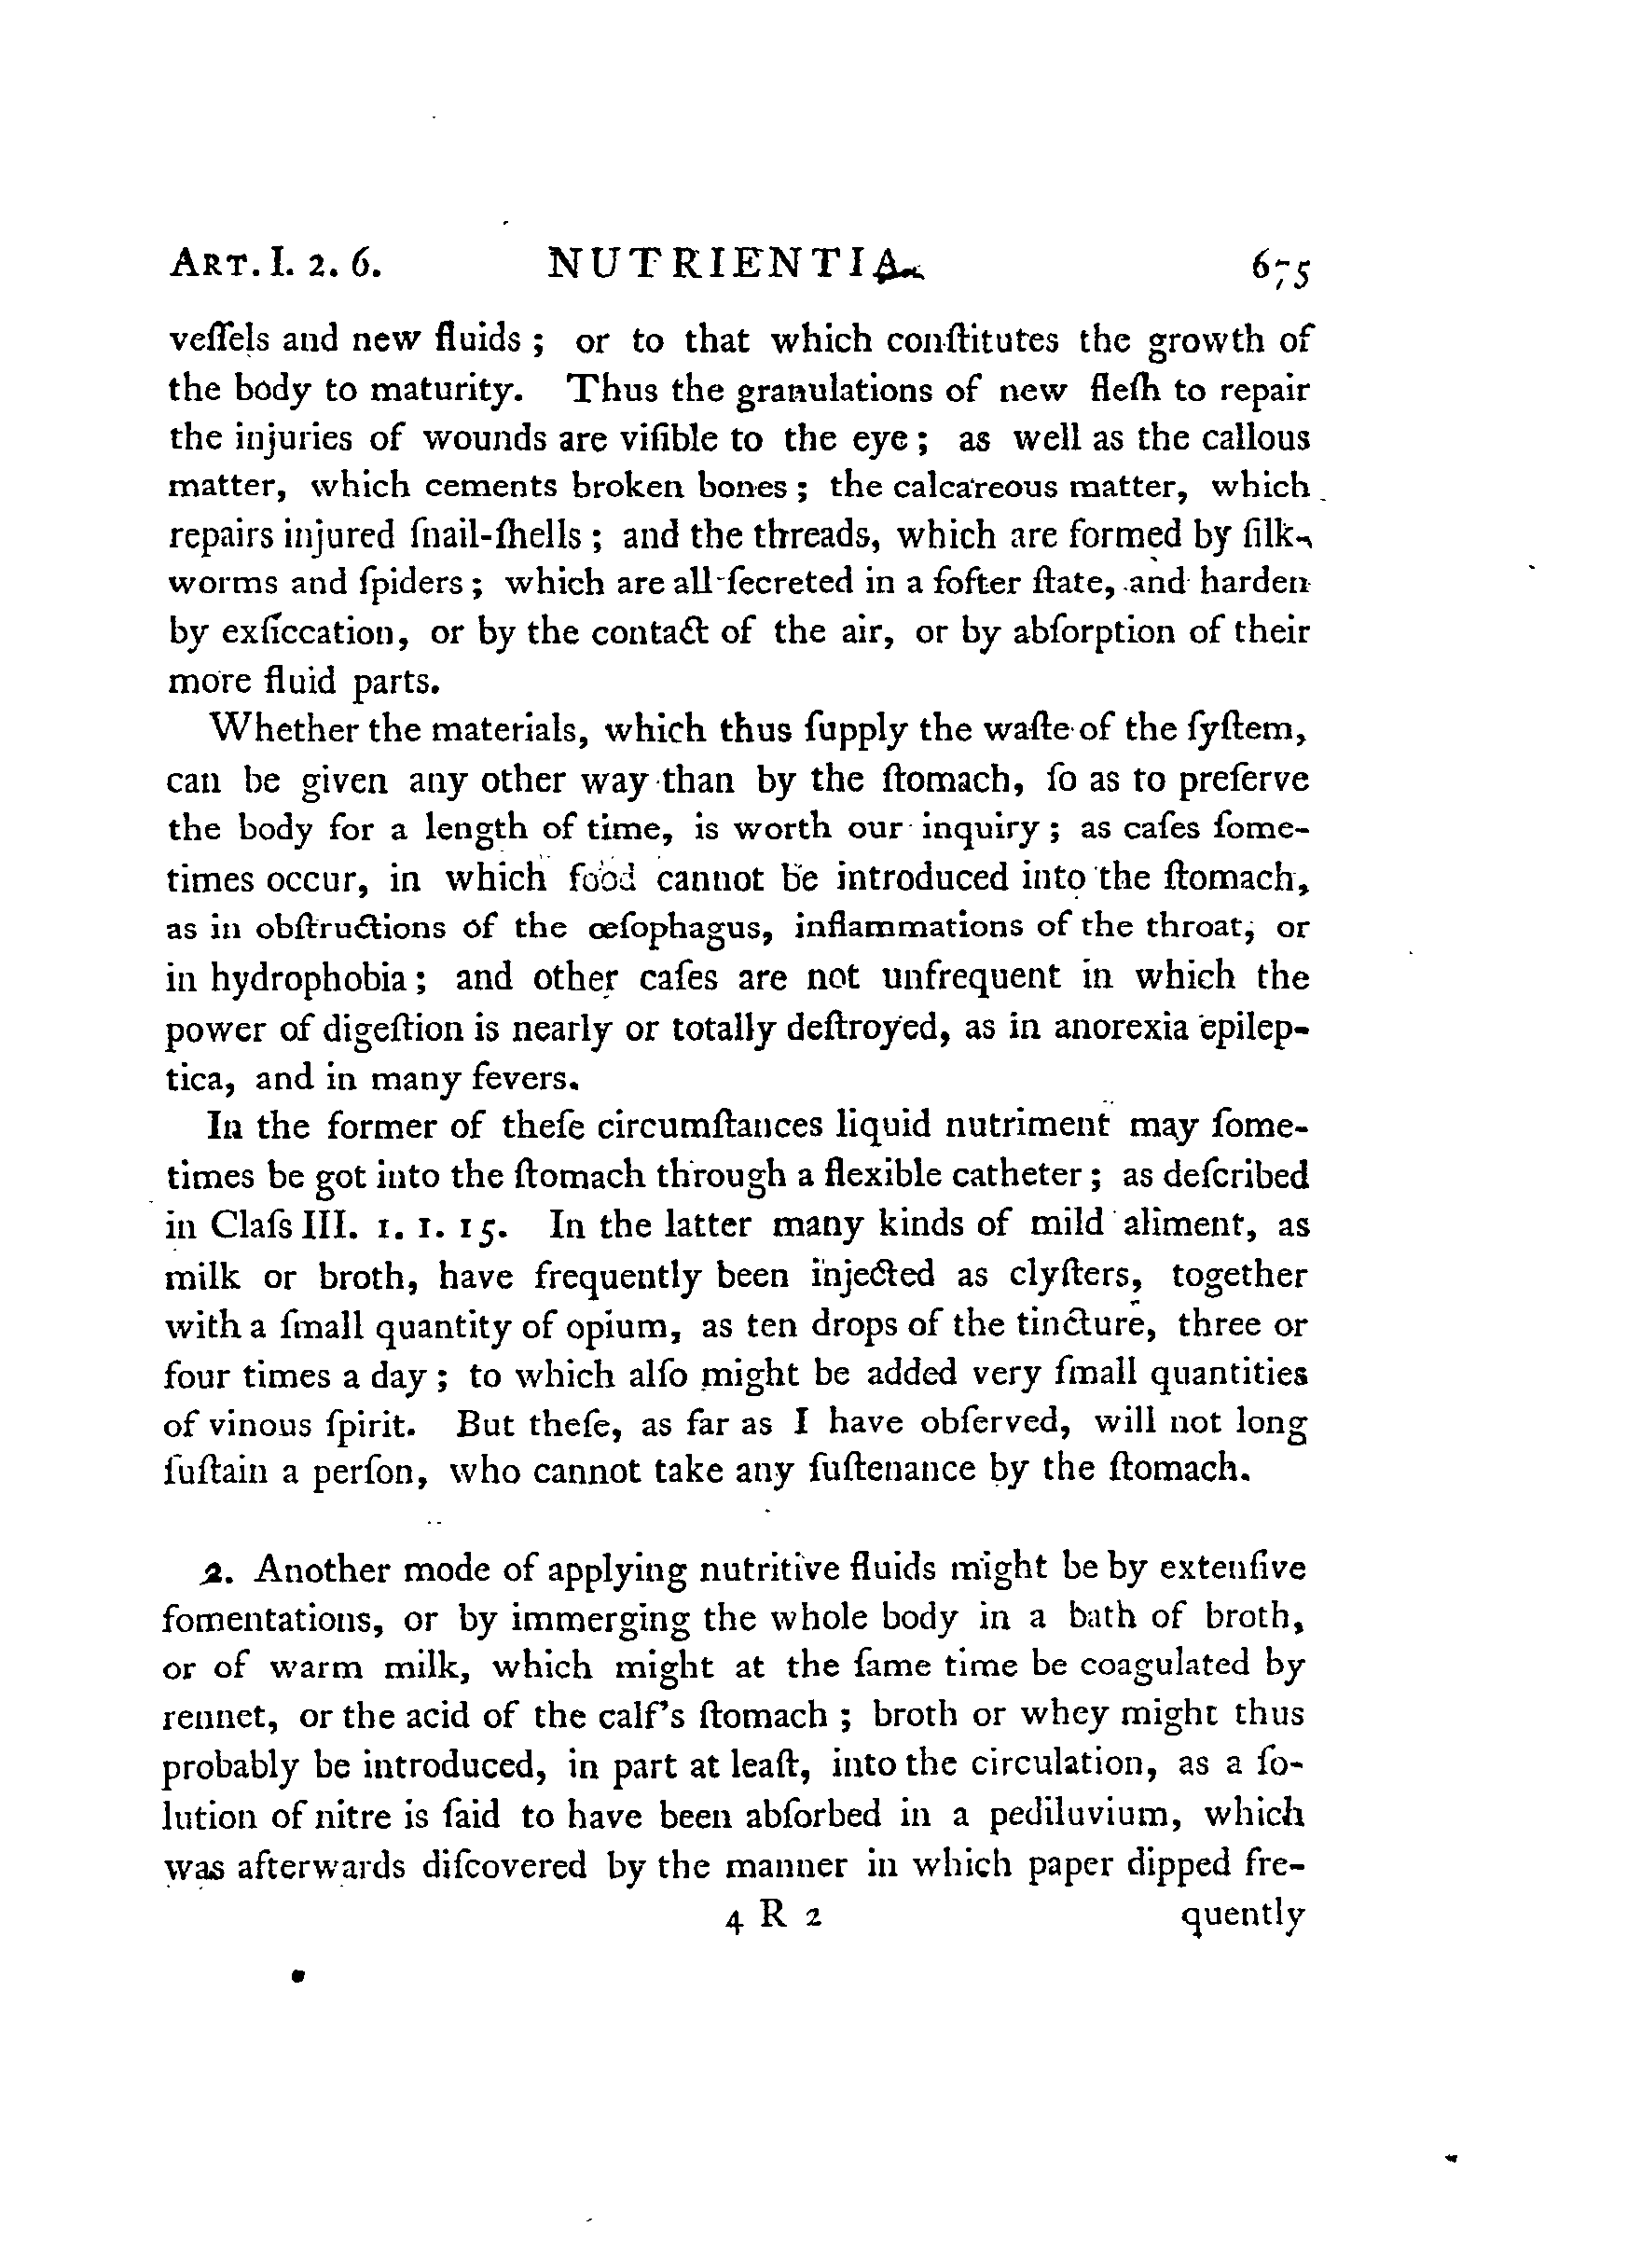 ART. I. 2. 6. NUTRIENTIA. 675
veſſels and new fluids ; or to that which conſtitutes the growth of
the body to maturity. Thus the granulations of new fleſh to repair
the injuries of wounds are viſible to the eye ; as well as the callous
matter, which cements broken bones ; the calcareous matter, which
repairs injured ſnail-ſhells ; and the threads, which are formed by ſilk-
worms and ſpiders ; which are all ſecreted in a ſofter ſtate, and harden
by exſiccation, or by the contact of the air, or by abſorption of their
more fluid parts.
Whether the materials, which thus ſupply the waſte of the ſyſtem,
can be given any other way than by the ſtomach, ſo as to preſerve
the body for a length of time, is worth our inquiry ; as caſes ſome-
times occur, in which food cannot be introduced into the ſtomach,
as in obſtructions of the œſophagus, inflammations of the throat, or
in hydrophobia ; and other caſes are not unfrequent in which the
power of digeſtion is nearly or totally deſtroyed, as in anorexia epilep-
tica, and in many fevers.
In the former of theſe circumſtances liquid nutriment may ſome-
times be got into the ſtomach through a flexible catheter ; as deſcribed
in Claſs III. 1. 1. 15. In the latter many kinds of mild aliment, as
milk or broth, have frequently been injected as clyſters, together
with a ſmall quantity of opium, as ten drops of the tincture, three or
four times a day ; to which alſo might be added very ſmall quantities
of vinous ſpirit. But theſe, as far as I have obſerved, will not long
ſuſtain a perſon, who cannot take any ſuſtenance by the ſtomach.
2. Another mode of applying nutritive fluids might be by extenſive
fomentations, or by immerging the whole body in a bath of broth,
or of warm milk, which might at the ſame time be coagulated by
rennet, or the acid of the calf's ſtomach ; broth or whey might thus
probably be introduced, in part at leaſt, into the circulation, as a ſo-
lution of nitre is ſaid to have been abſorbed in a pediluvium, which
was afterwards diſcovered by the manner in which paper dipped fre-
4 R 2 quently